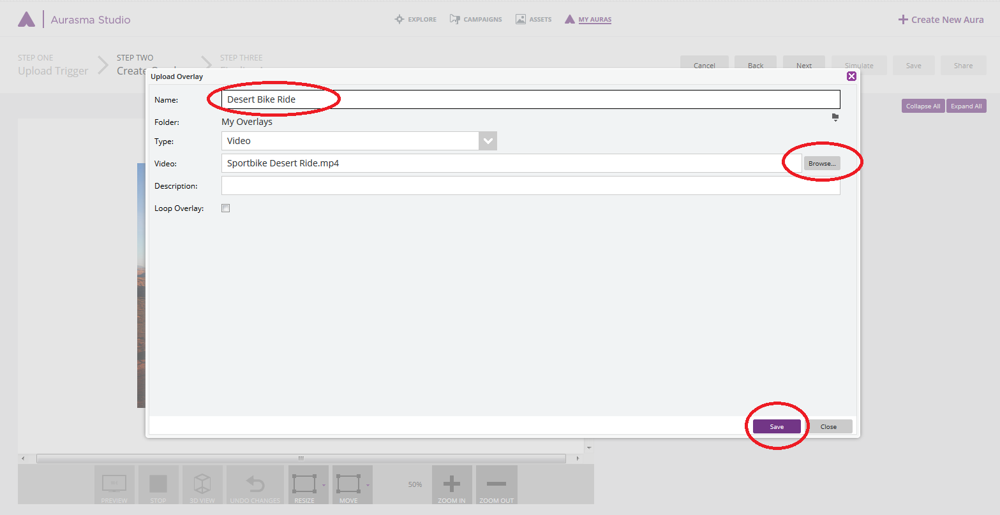 Aurasma Studio
EXPLORE CAMPAIGNS ASSETS MY AURAS
Create New Aura
STEP ONE STEP TWO STEP THREE
Upload Trigger Create
Cancel Back Next Simulate Save Share
Upload Overlay
Name: Desert Bike Ride
Collapse All Expand All
Folder: My Overlays
Type: Video
Video: Sportbike Desert Ride.mp4 Browse...
Description:
Loop Overlay:
Save Close
50%
PREVIEW STOP 3D VIEW UNDO CHANGES RESIZE MOVE ZOOM IN ZOOM OUT